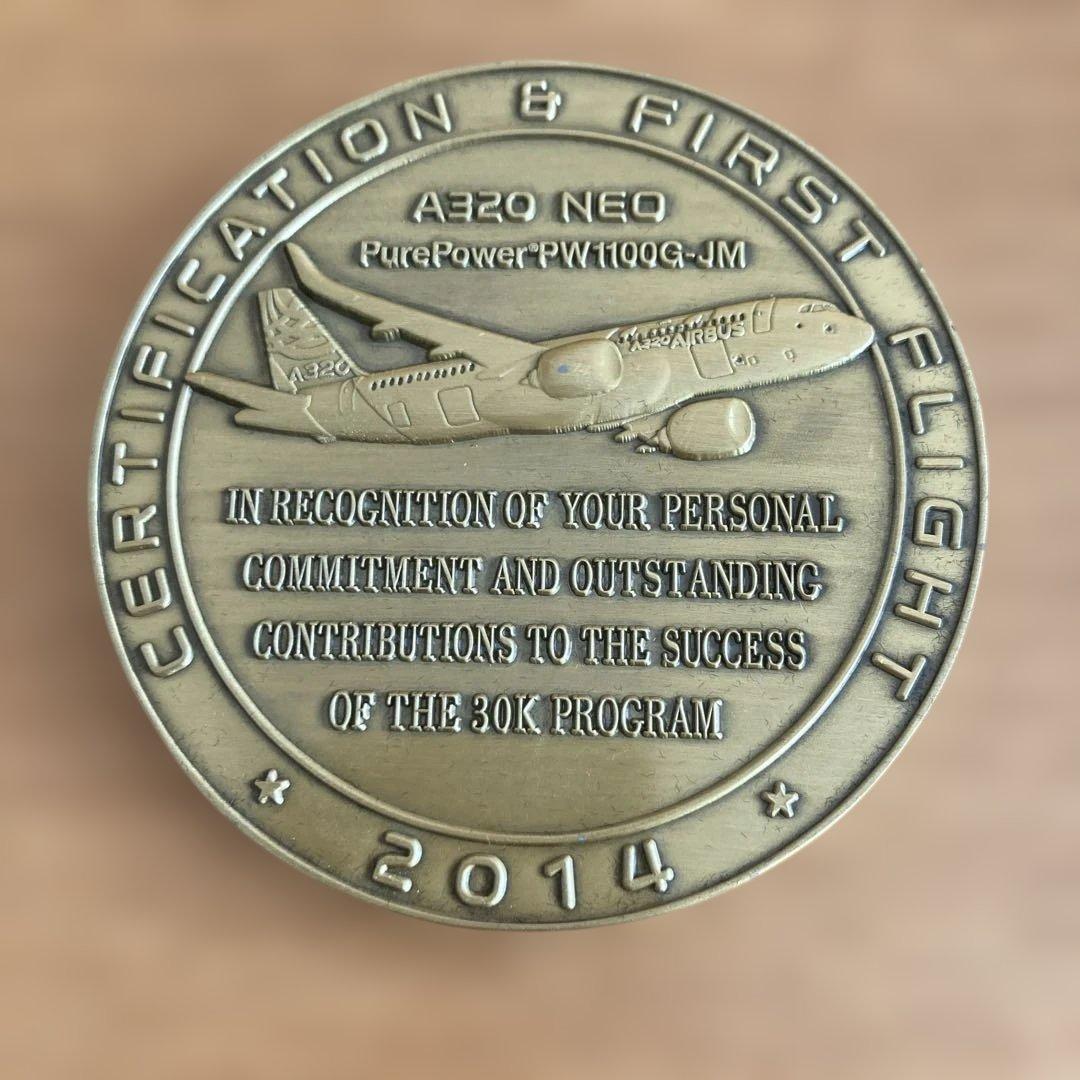 CERTIFICATION & FIRST FLIGHT
A320 NEO
PurePower® PW1100G-JM
A320 AIRBUS
A320
IN RECOGNITION OF YOUR PERSONAL
COMMITMENT AND OUTSTANDING
CONTRIBUTIONS TO THE SUCCESS
OF THE 30K PROGRAM
2014